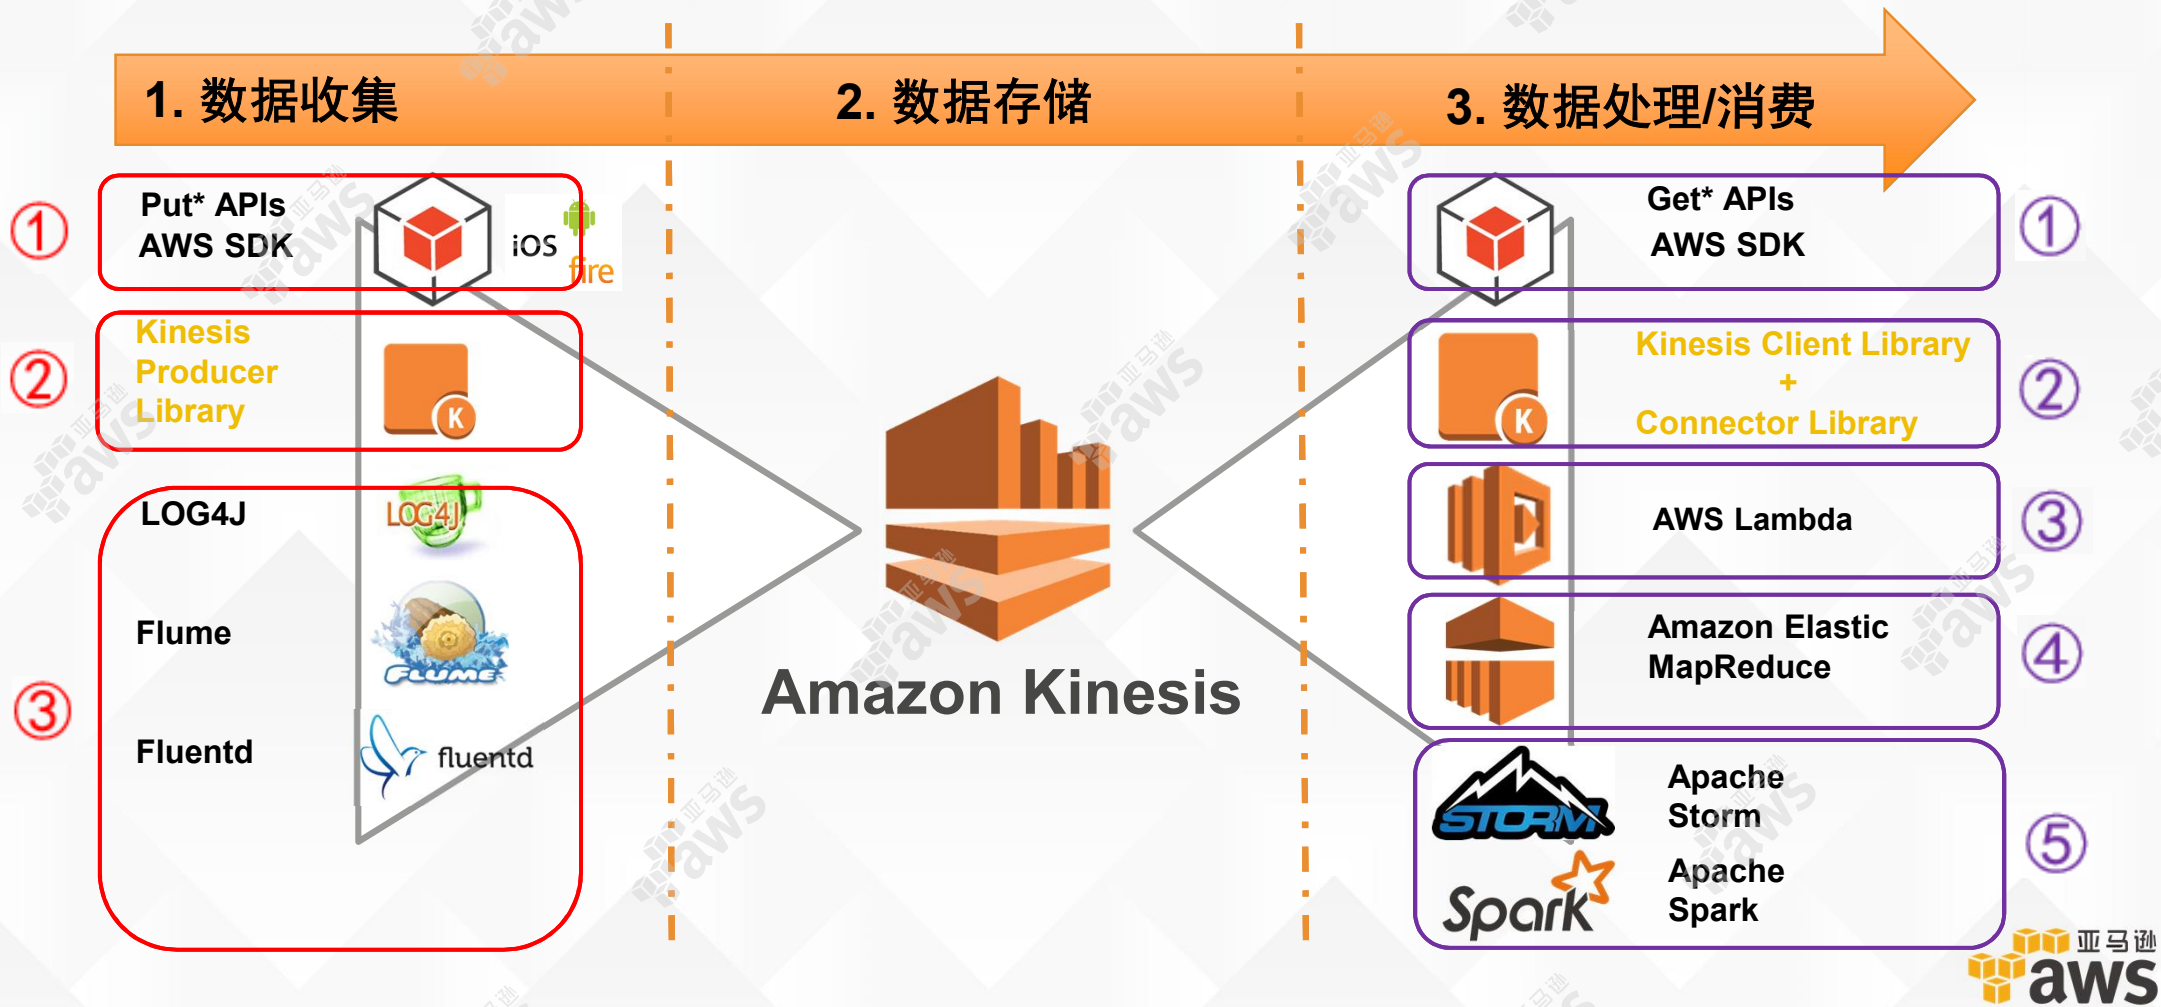 1. 数据收集
2. 数据存储
3. 数据处理/消费
①
Put* APIs
AWS SDK
iOS
fire
②
Kinesis
Producer
Library
K
③
LOG4J
LOG4J
Flume
FLUME
Fluentd
fluentd
Amazon Kinesis
Get* APIs
AWS SDK
①
Kinesis Client Library
+
Connector Library
K
②
AWS Lambda
③
Amazon Elastic
MapReduce
④
STORM
Apache
Storm
Spark
Apache
Spark
⑤
亚马逊
aws